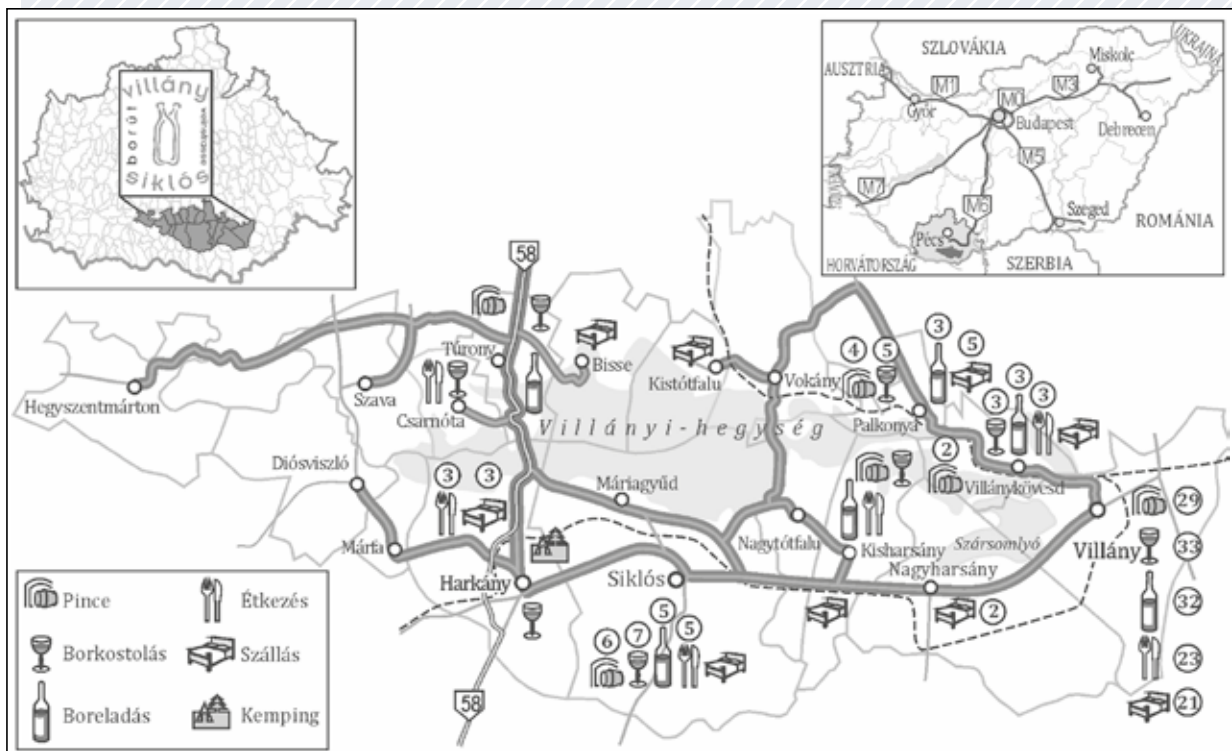 villány
borút
siklós
SZLOVÁKIA
UKRAJNA
AUSZTRIA
Miskolc
M1
M3
Győr
M0
Budapest
Debrecen
M7
M5
M6
Szeged
ROMÁNIA
Pécs
HORVÁTORSZÁG
SZERBIA
58
Túrony
Bisse
Kistótfalu
Vokány
4
5
3
5
Hegyszentmárton
Szava
Csarnóta
Villányi-hegység
Palkonya
3
3
3
2
Villánykövesd
Diósviszló
3
3
Máriagyűd
29
Márfa
Nagytótfalu
Kisharsány
Szársomlyó
Villány
33
Harkány
Siklós
Nagyharsány
32
2
6
7
5
5
23
58
21
Pince
Étkezés
Borkostolás
Szállás
Boreladás
Kemping